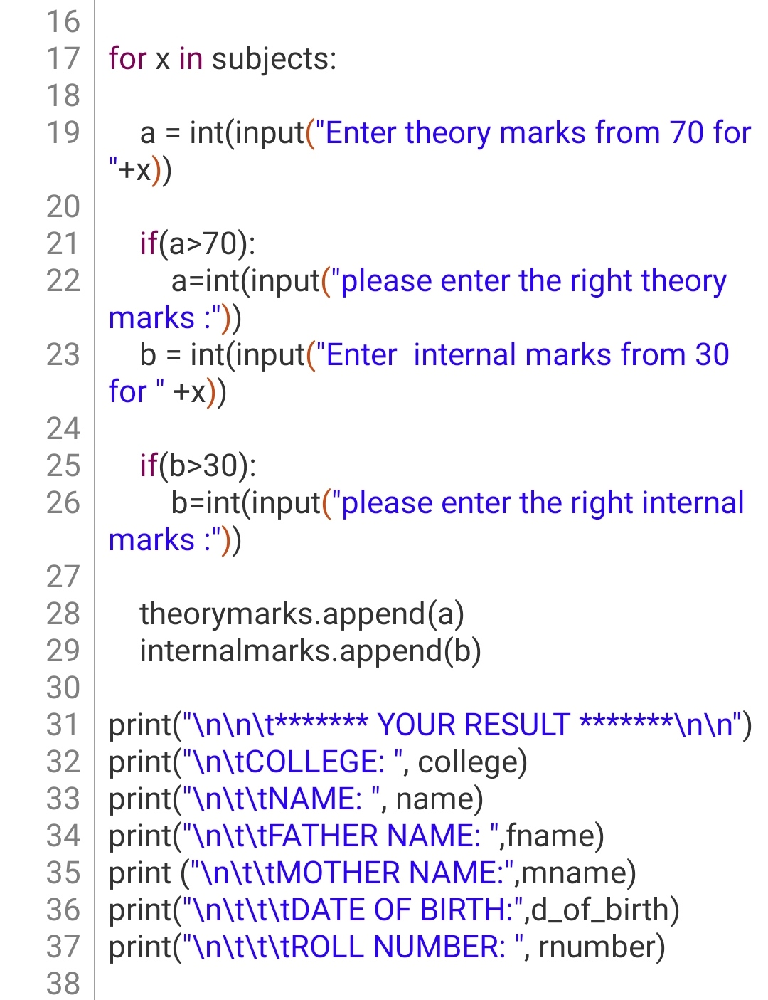 16
17 for x in subjects:
18
19     a = int(input("Enter theory marks from 70 for
"+x))
20
21     if(a>70):
22         a=int(input("please enter the right theory
marks :"))
23     b = int(input("Enter  internal marks from 30
for " +x))
24
25     if(b>30):
26         b=int(input("please enter the right internal
marks :"))
27
28     theorymarks.append(a)
29     internalmarks.append(b)
30
31 print("\n\n\t******* YOUR RESULT *******\n\n")
32 print("\n\tCOLLEGE: ", college)
33 print("\n\t\tNAME: ", name)
34 print("\n\t\tFATHER NAME: ",fname)
35 print ("\n\t\tMOTHER NAME:",mname)
36 print("\n\t\t\tDATE OF BIRTH:",d_of_birth)
37 print("\n\t\t\tROLL NUMBER: ", rnumber)
38